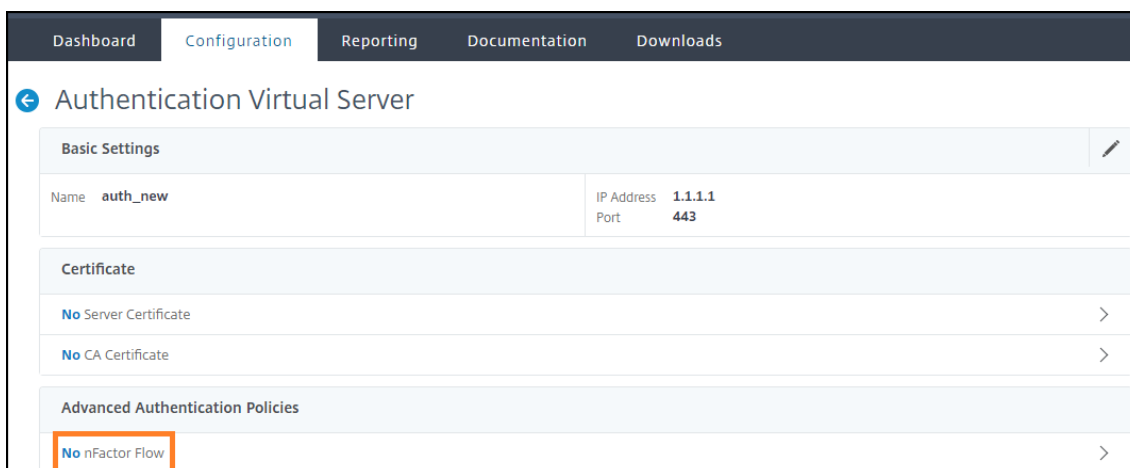 Dashboard Configuration Reporting Documentation Downloads
Authentication Virtual Server
Basic Settings
Name auth_new IP Address 1.1.1.1
Port 443
Certificate
No Server Certificate
No CA Certificate
Advanced Authentication Policies
No nFactor Flow